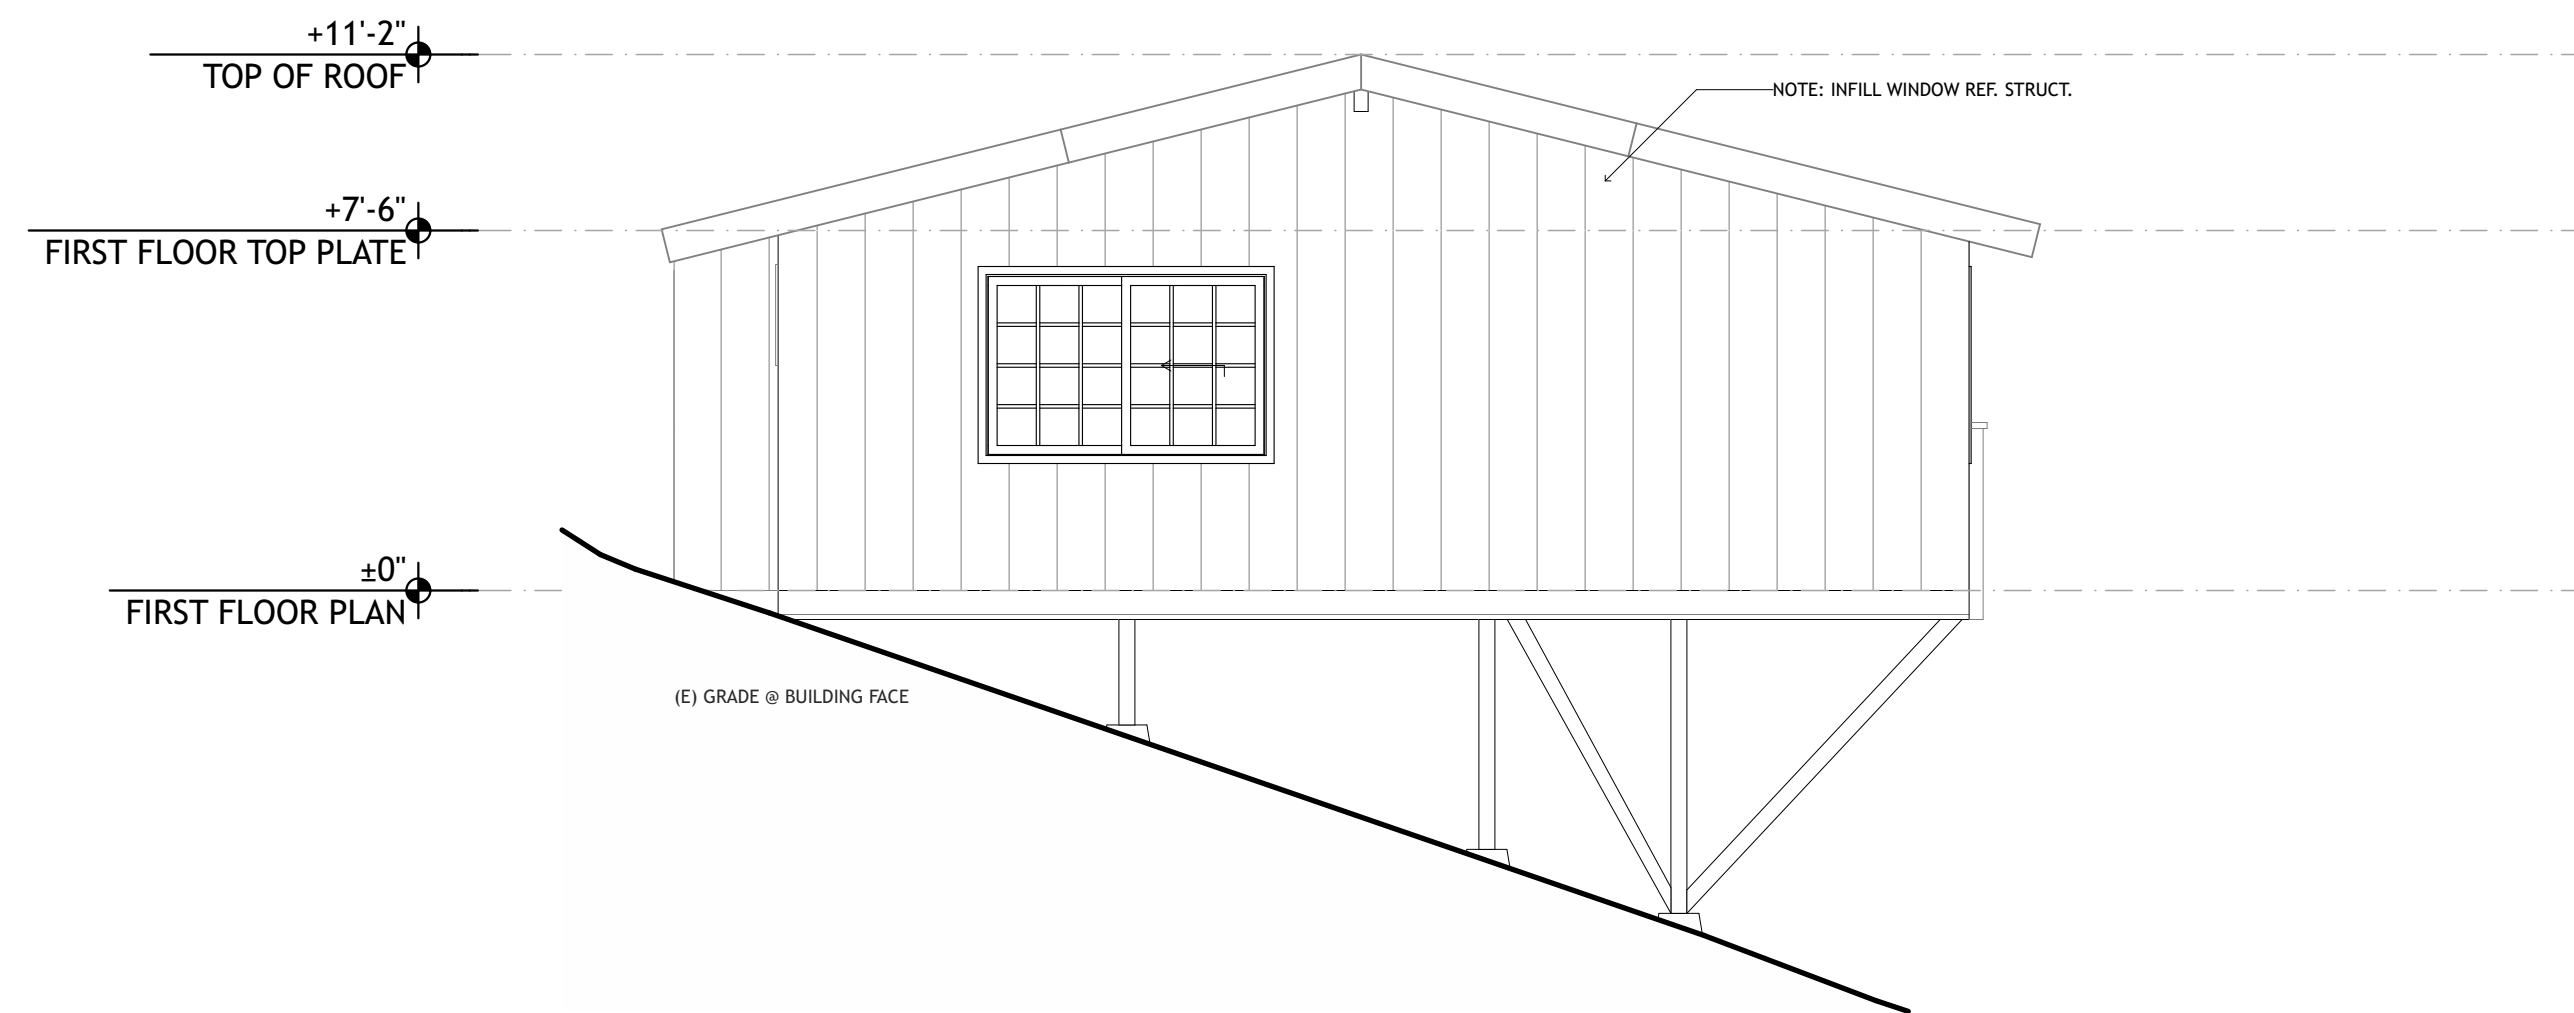 +11'-2"
TOP OF ROOF
NOTE: INFILL WINDOW REF. STRUCT.
+7'-6"
FIRST FLOOR TOP PLATE
±0"
FIRST FLOOR PLAN
(E) GRADE @ BUILDING FACE